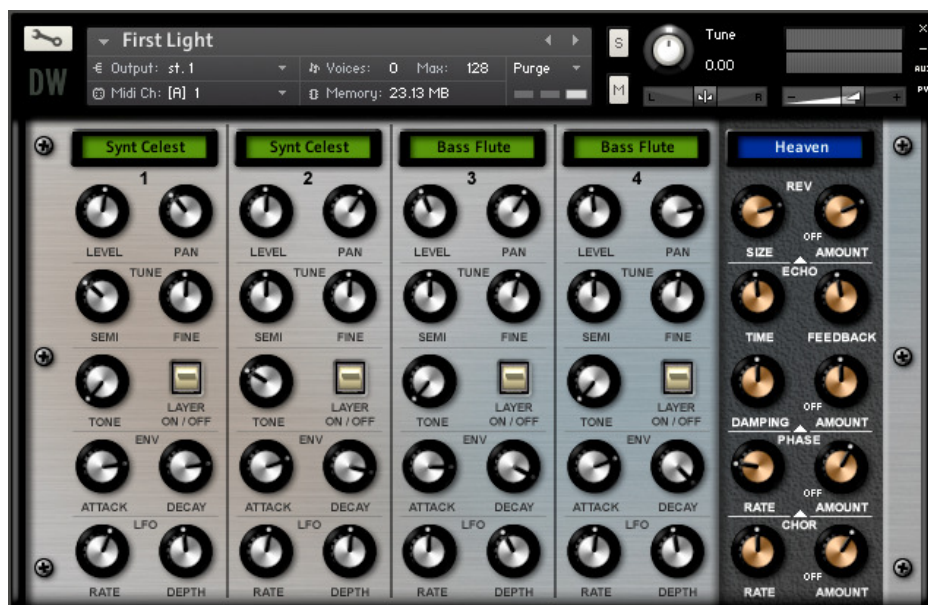 First Light
S
Tune
X
DW
Output: st. 1
Voices: 0 Max: 128
Purge
0.00
AUX
Midi Ch: [A] 1
Memory: 23.13 MB
M
L
R
-
+
PV
Synt Celest
Synt Celest
Bass Flute
Bass Flute
Heaven
1
2
3
4
REV
LEVEL PAN
LEVEL PAN
LEVEL PAN
LEVEL PAN
SIZE OFF AMOUNT
TUNE
TUNE
TUNE
TUNE
ECHO
SEMI FINE
SEMI FINE
SEMI FINE
SEMI FINE
TIME FEEDBACK
TONE LAYER ON / OFF
TONE LAYER ON / OFF
TONE LAYER ON / OFF
TONE LAYER ON / OFF
DAMPING OFF AMOUNT
ENV
ENV
ENV
ENV
PHASE
ATTACK DECAY
ATTACK DECAY
ATTACK DECAY
ATTACK DECAY
RATE OFF AMOUNT
LFO
LFO
LFO
LFO
CHOR
RATE DEPTH
RATE DEPTH
RATE DEPTH
RATE DEPTH
RATE OFF AMOUNT